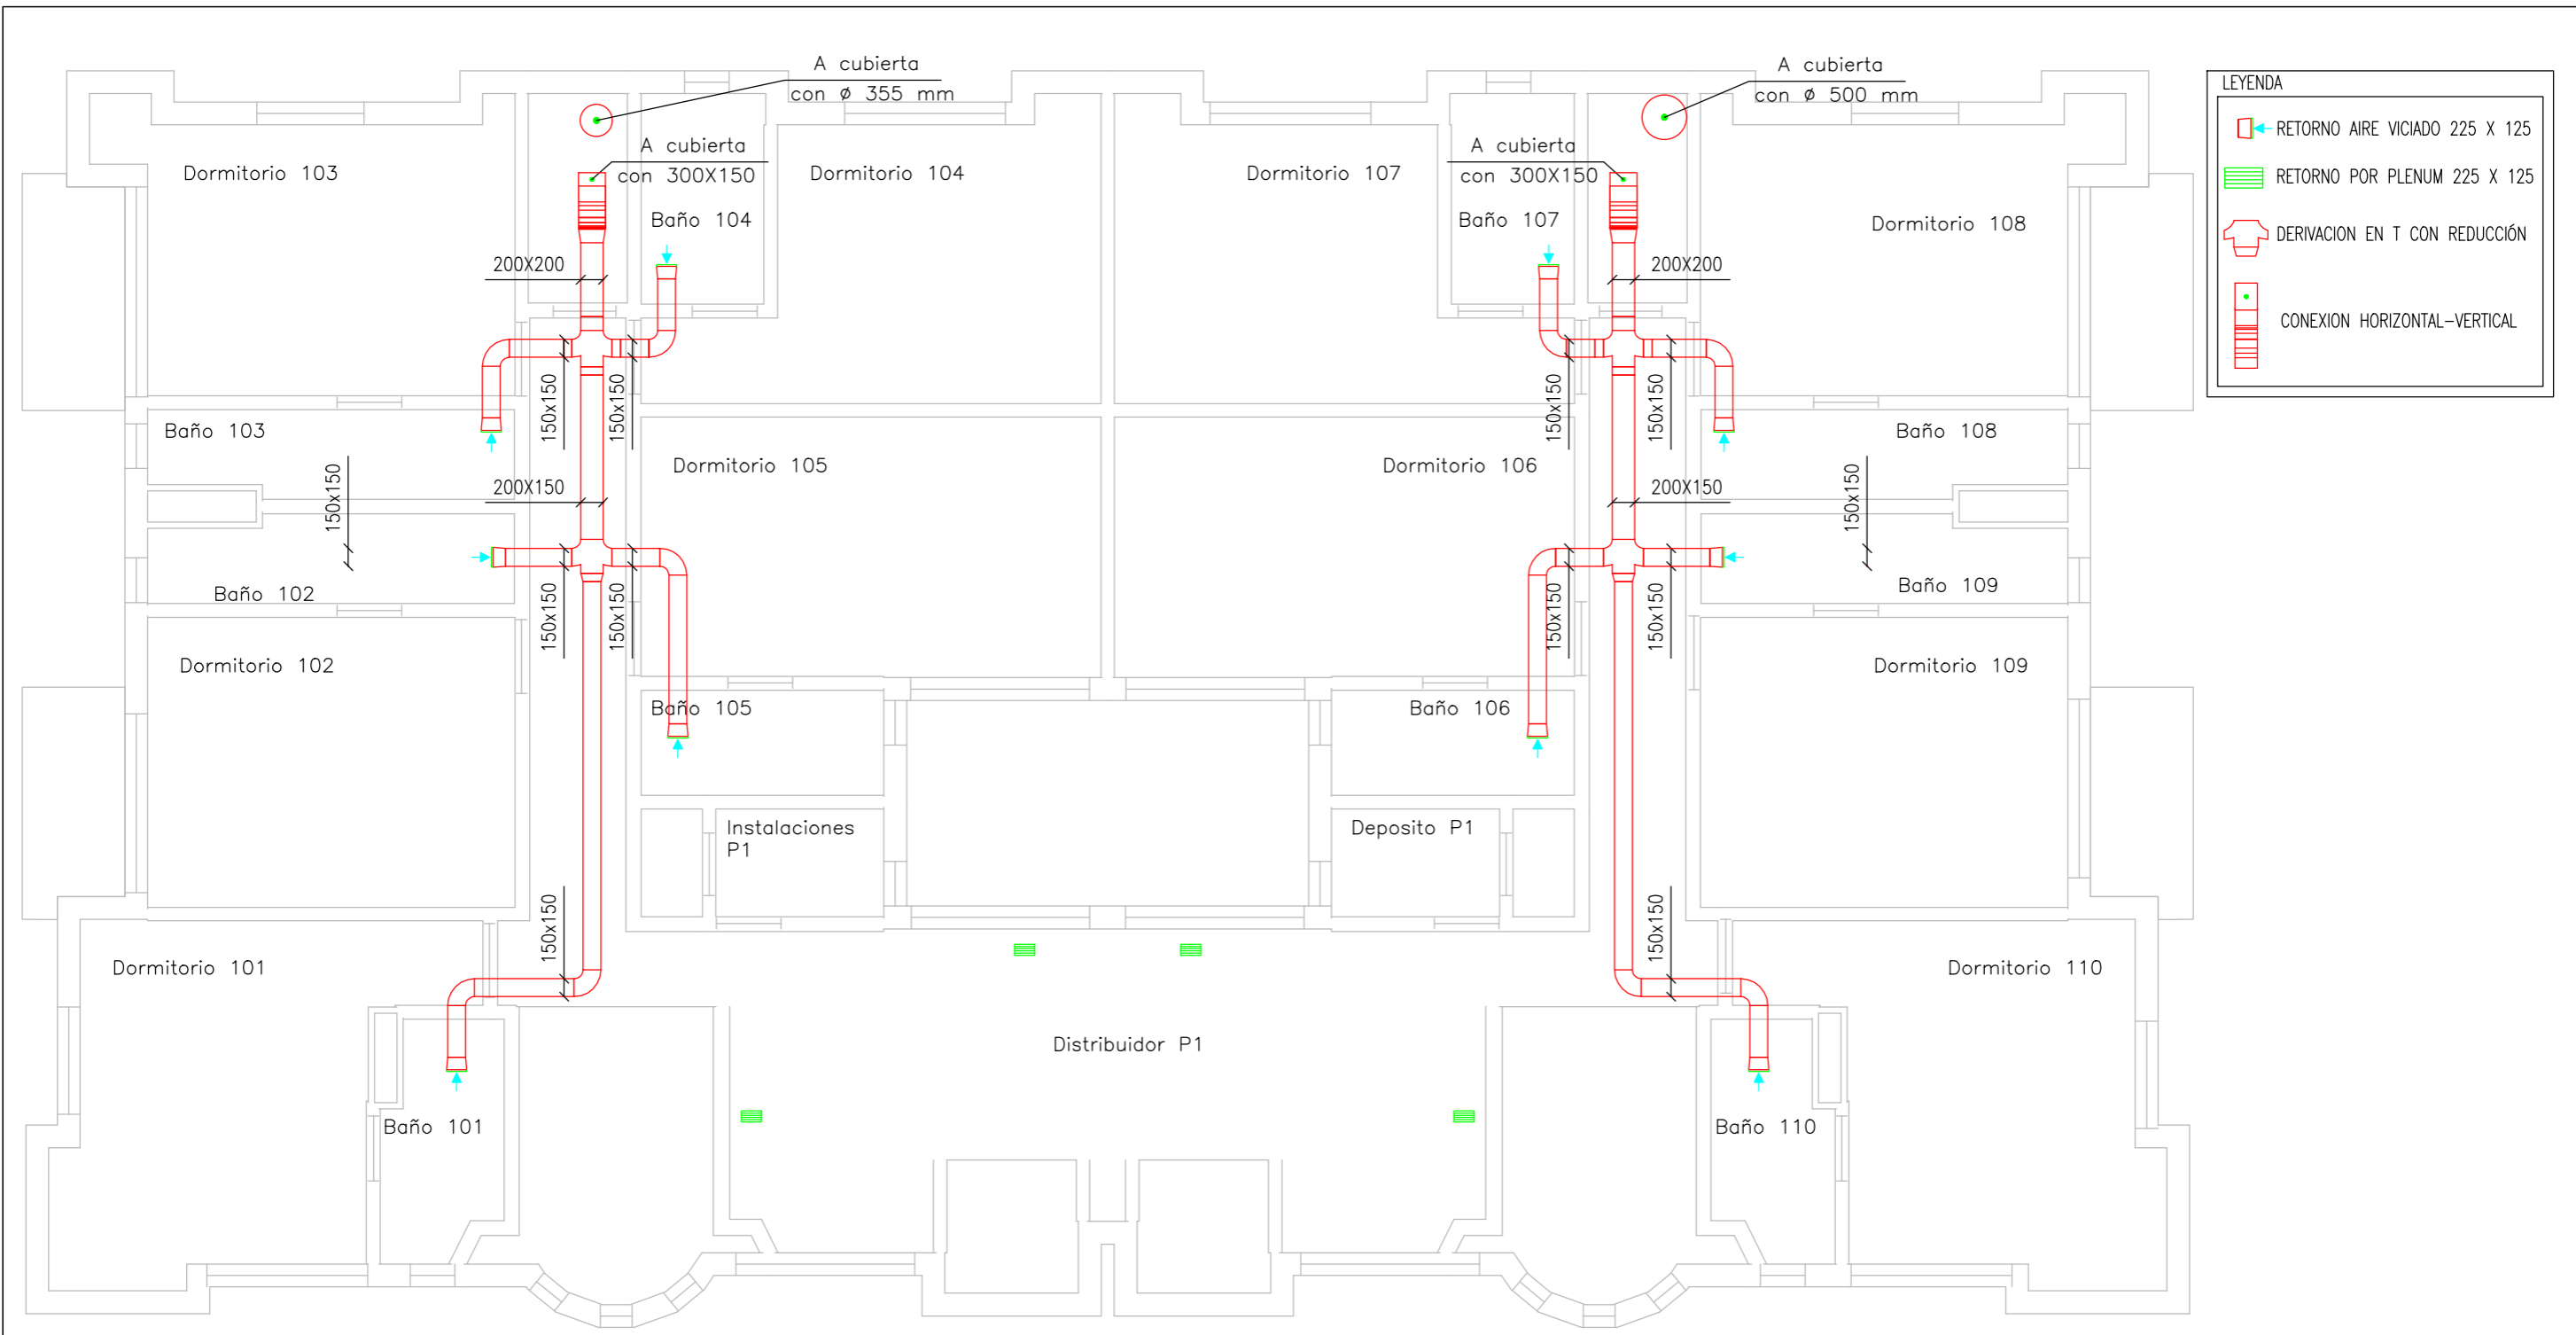 A cubierta
con ø 355 mm
A cubierta
con ø 500 mm
LEYENDA
RETORNO AIRE VICIADO 225 X 125
RETORNO POR PLENUM 225 X 125
DERIVACION EN T CON REDUCCIÓN
CONEXION HORIZONTAL-VERTICAL
A cubierta
con 300X150
A cubierta
con 300X150
Dormitorio 103
Dormitorio 104
Dormitorio 107
Dormitorio 108
Baño 104
Baño 107
200X200
200X200
150x150
150x150
150x150
150x150
Baño 103
Baño 108
Dormitorio 105
Dormitorio 106
200X150
200X150
150x150
150x150
Baño 102
Baño 109
150x150
150x150
150x150
150x150
Dormitorio 102
Dormitorio 109
Baño 105
Baño 106
Instalaciones
P1
Deposito P1
150x150
150x150
Dormitorio 101
Dormitorio 110
Distribuidor P1
Baño 101
Baño 110